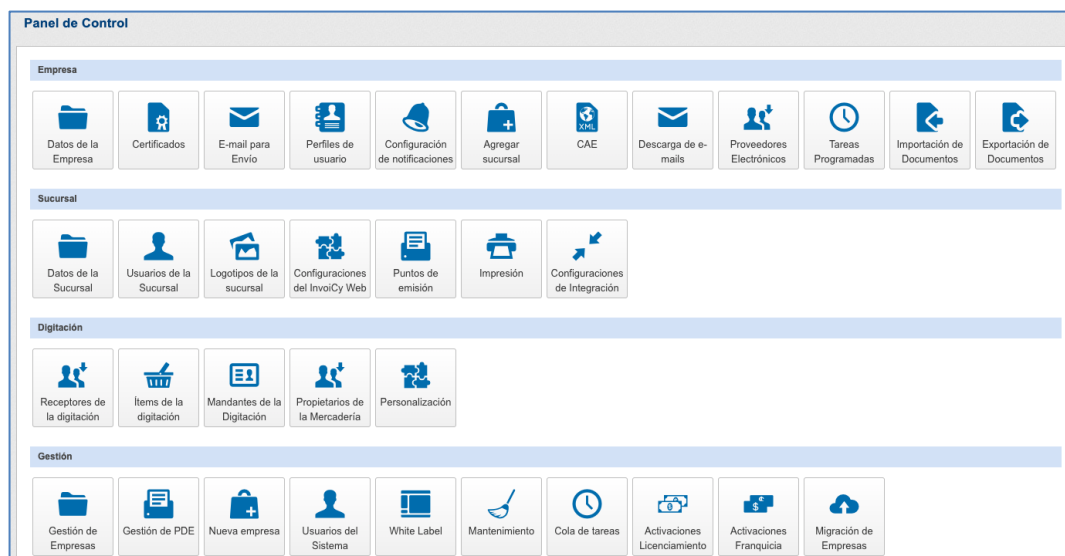 Panel de Control
Empresa
Datos de la Empresa
Certificados
E-mail para Envío
Perfiles de usuario
Configuración de notificaciones
Agregar sucursal
XML
CAE
Descarga de e-mails
Proveedores Electrónicos
Tareas Programadas
Importación de Documentos
Exportación de Documentos
Sucursal
Datos de la Sucursal
Usuarios de la Sucursal
Logotipos de la sucursal
Configuraciones del InvoiCy Web
Puntos de emisión
Impresión
Configuraciones de Integración
Digitación
Receptores de la digitación
Ítems de la digitación
Mandantes de la Digitación
Propietarios de la Mercadería
Personalización
Gestión
Gestión de Empresas
Gestión de PDE
Nueva empresa
Usuarios del Sistema
White Label
Mantenimiento
Cola de tareas
Activaciones Licenciamiento
Activaciones Franquicia
Migración de Empresas